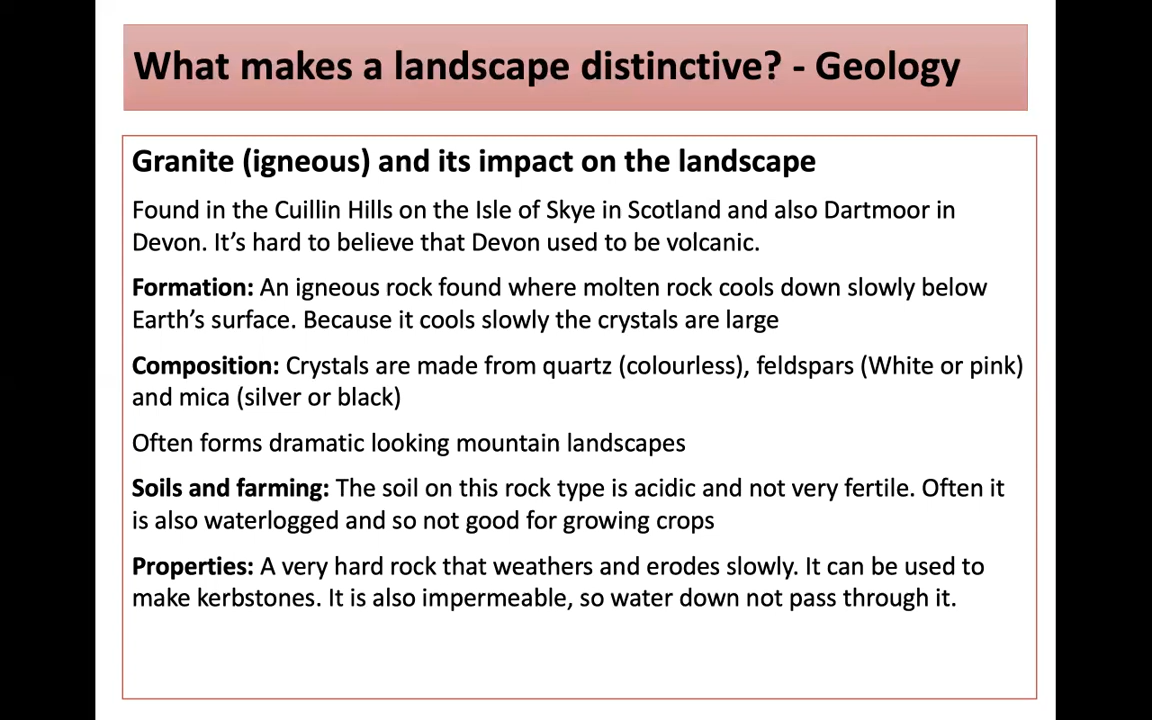 What makes a landscape distinctive? - Geology
Granite (igneous) and its impact on the landscape
Found in the Cuillin Hills on the Isle of Skye in Scotland and also Dartmoor in
Devon. It’s hard to believe that Devon used to be volcanic.
Formation: An igneous rock found where molten rock cools down slowly below
Earth’s surface. Because it cools slowly the crystals are large
Composition: Crystals are made from quartz (colourless), feldspars (White or pink)
and mica (silver or black)
Often forms dramatic looking mountain landscapes
Soils and farming: The soil on this rock type is acidic and not very fertile. Often it
is also waterlogged and so not good for growing crops
Properties: A very hard rock that weathers and erodes slowly. It can be used to
make kerbstones. It is also impermeable, so water down not pass through it.